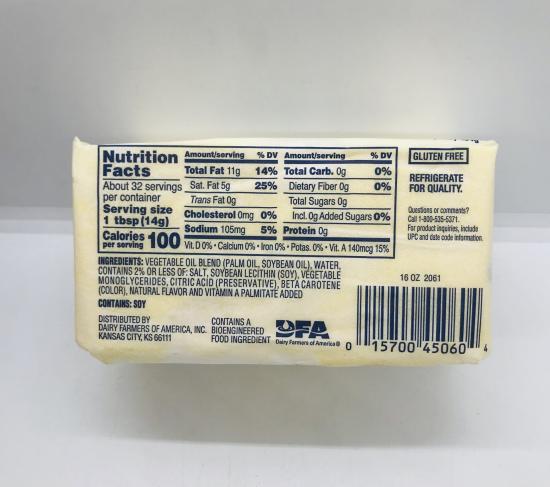 Nutrition Facts
About 32 servings per container
Serving size
1 tbsp (14g)
Calories per serving 100
Amount/serving % DV
Total Fat 11g 14%
Sat. Fat 5g 25%
Trans Fat 0g
Cholesterol 0mg 0%
Sodium 105mg 5%
Amount/serving % DV
Total Carb. 0g 0%
Dietary Fiber 0g 0%
Total Sugars 0g
Incl. 0g Added Sugars 0%
Protein 0g
Vit. D 0% • Calcium 0% • Iron 0% • Potas. 0% • Vit. A 140mcg 15%
INGREDIENTS: VEGETABLE OIL BLEND (PALM OIL, SOYBEAN OIL), WATER,
CONTAINS 2% OR LESS OF: SALT, SOYBEAN LECITHIN (SOY), VEGETABLE
MONOGLYCERIDES, CITRIC ACID (PRESERVATIVE), BETA CAROTENE
(COLOR), NATURAL FLAVOR AND VITAMIN A PALMITATE ADDED
CONTAINS: SOY
DISTRIBUTED BY
DAIRY FARMERS OF AMERICA, INC.
KANSAS CITY, KS 66111
CONTAINS A
BIOENGINEERED
FOOD INGREDIENT
DFA
Dairy Farmers of America®
GLUTEN FREE
REFRIGERATE
FOR QUALITY.
Questions or comments?
Call 1-800-535-5371.
For product inquiries, include
UPC and date code information.
16 OZ 2061
0 15700 45060 4